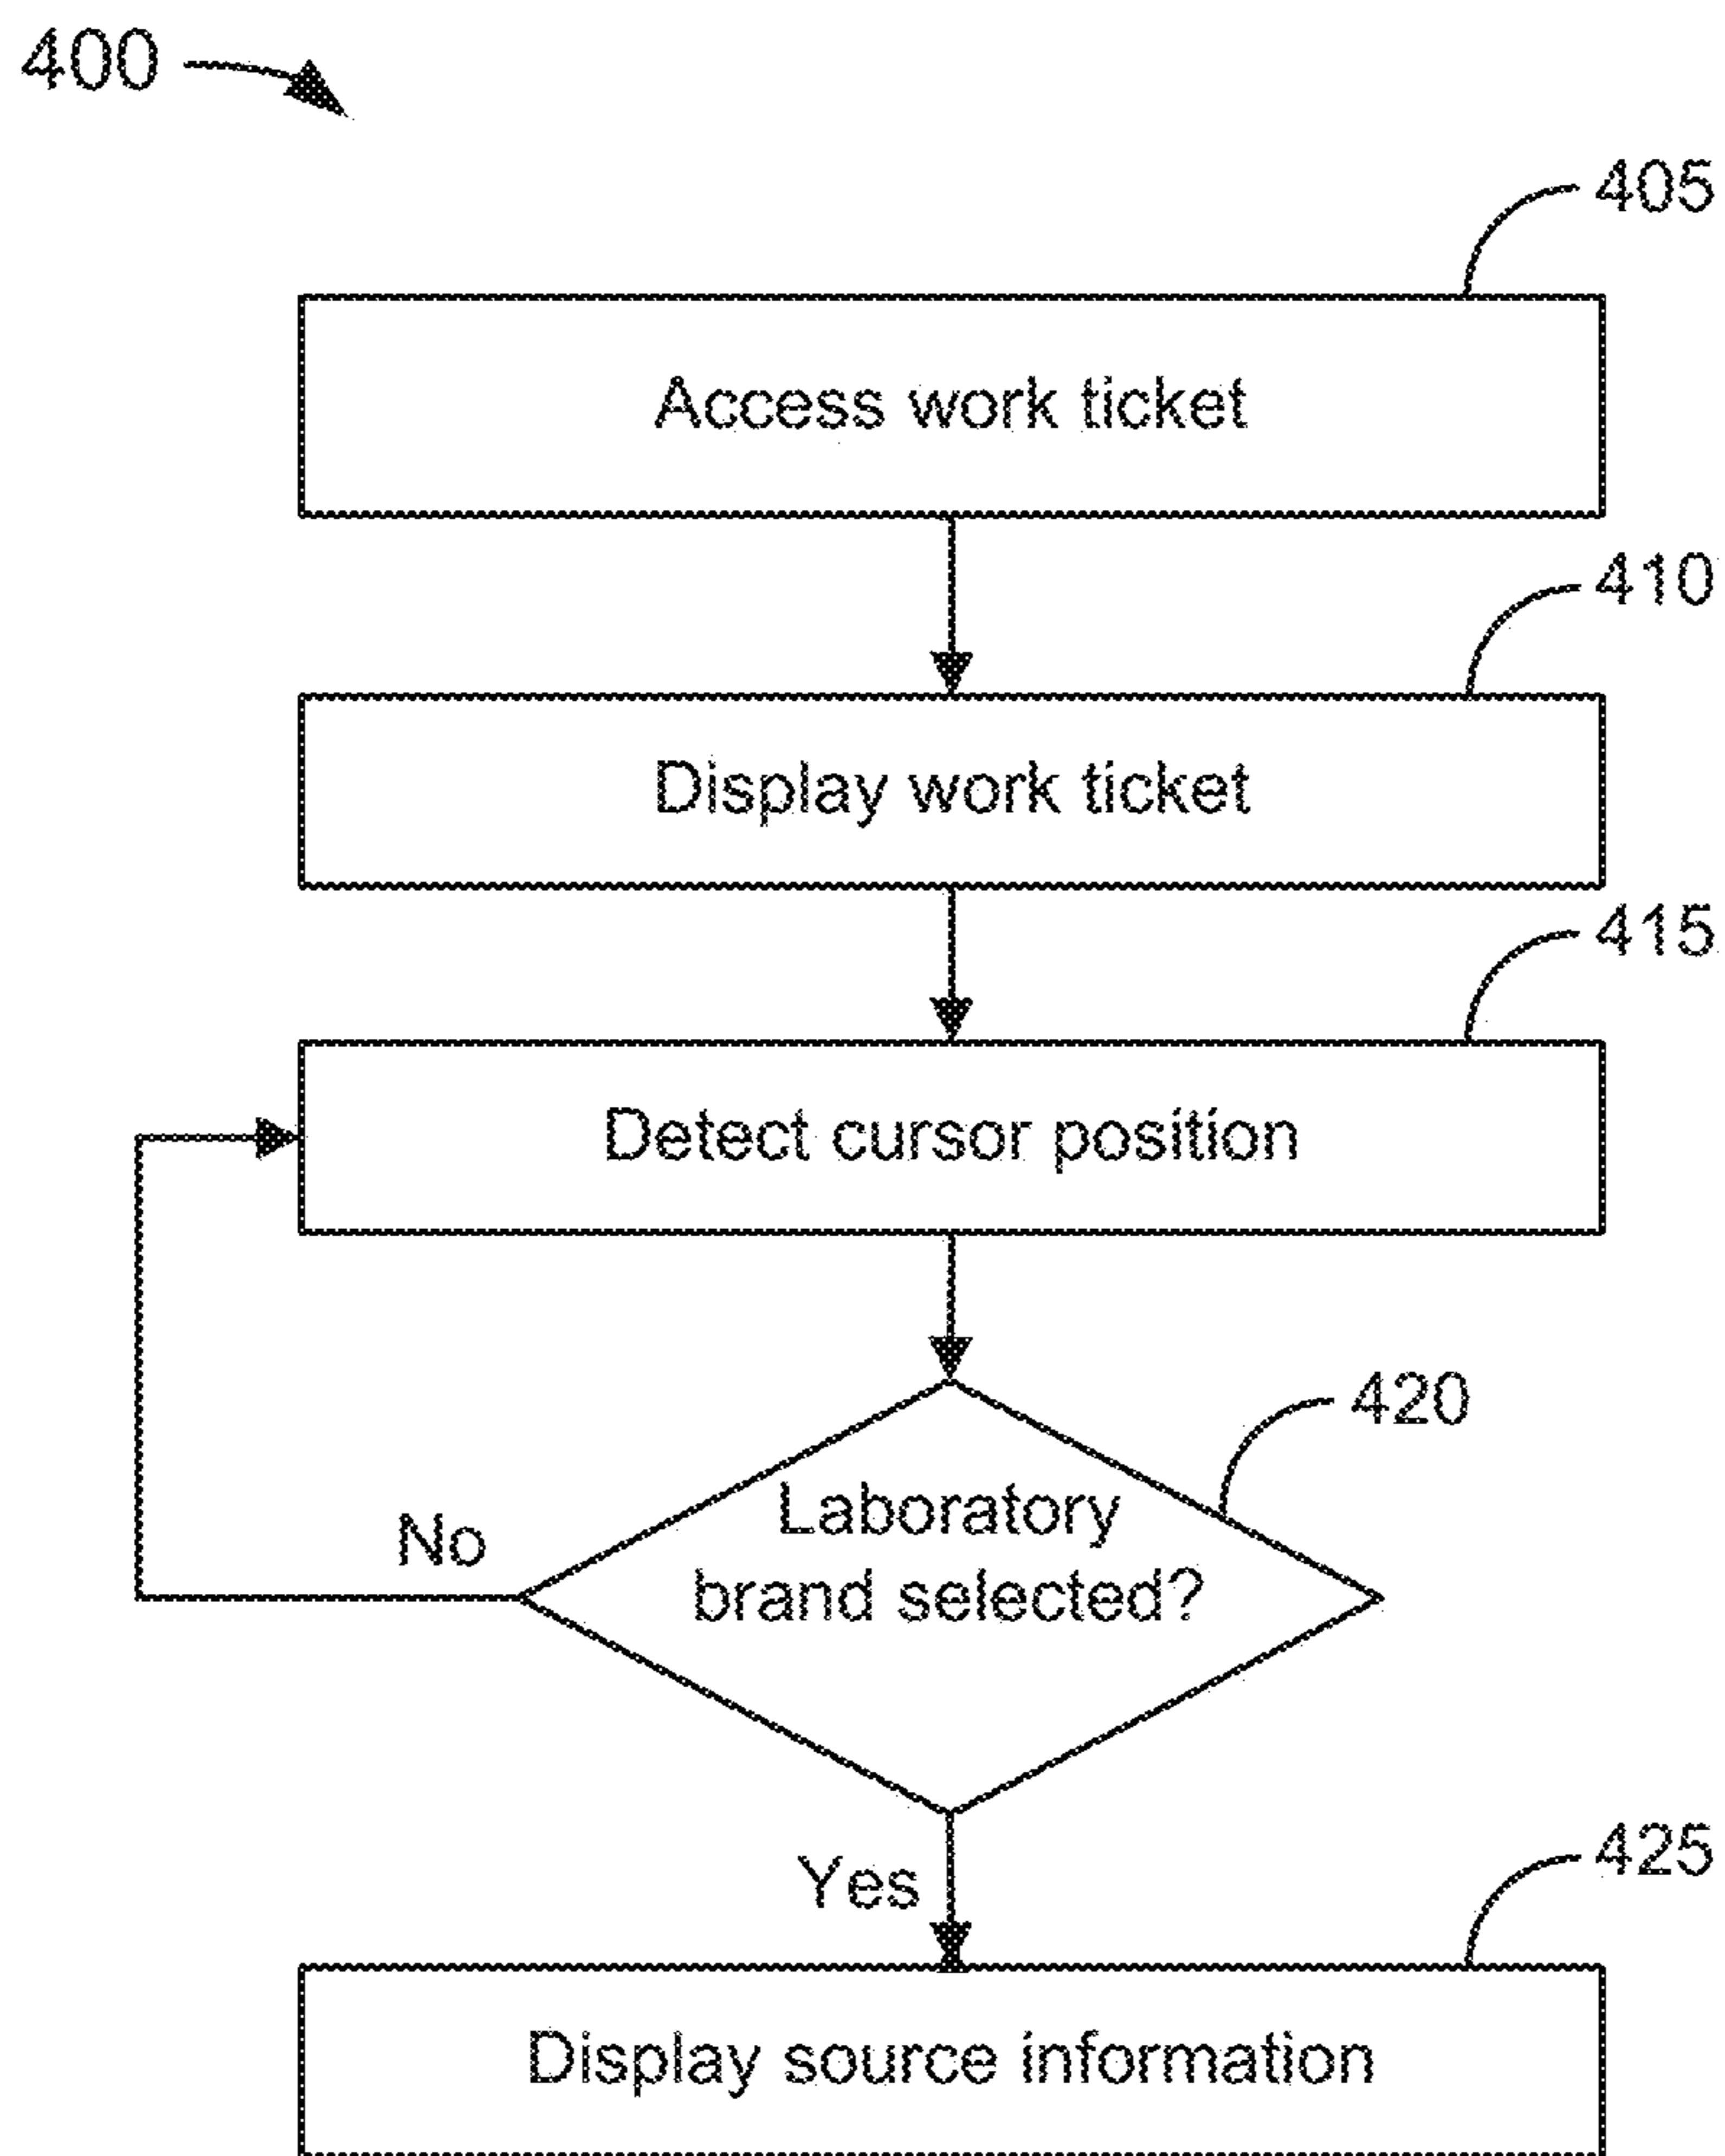 400
405
Access work ticket
410
Display work ticket
415
Detect cursor position
420
Laboratory
brand selected?
No
Yes
425
Display source information